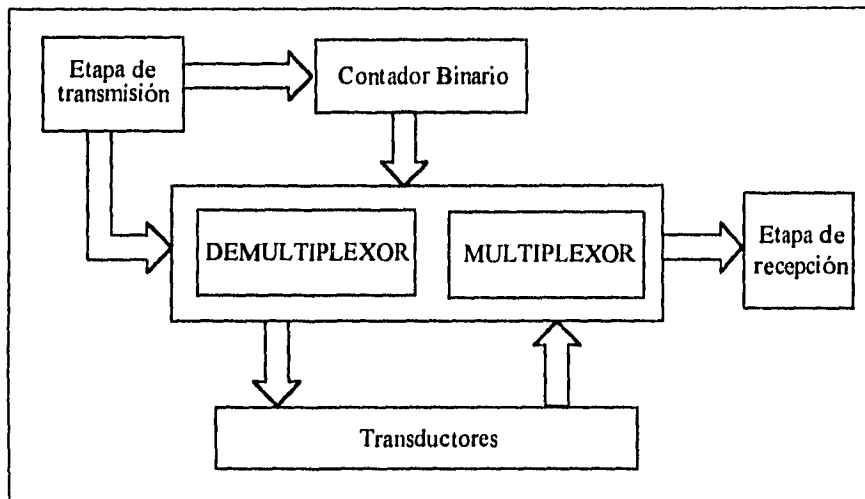 Etapa de
transmisión
Contador Binario
DEMULTIPLEXOR
MULTIPLEXOR
Etapa de
recepción
Transductores